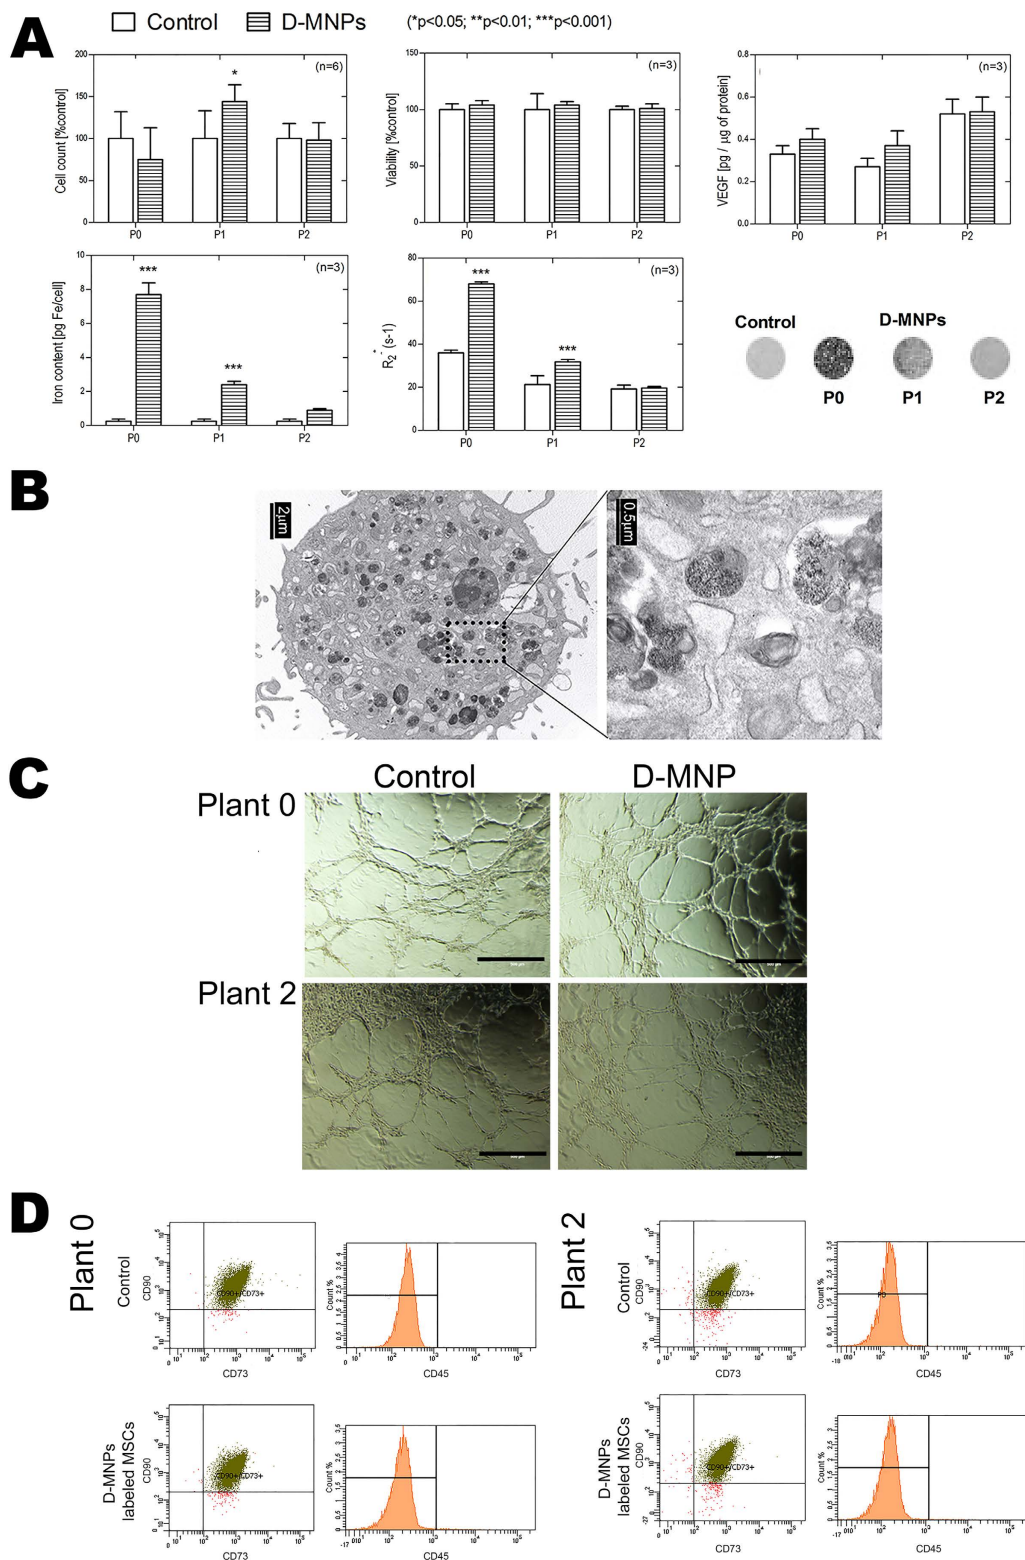 A
Control
D-MNPs
(*p<0.05; **p<0.01; ***p<0.001)
Cell count [%control]
200
150
100
50
0
(n=6)
*
P0
P1
P2
Viability [%control]
150
100
50
0
(n=3)
P0
P1
P2
VEGF [pg / µg of protein]
0.8
0.6
0.4
0.2
0.0
(n=3)
P0
P1
P2
Iron content [pg Fe/cell]
10
8
6
4
2
0
(n=3)
***
***
P0
P1
P2
R2* (s-1)
80
60
40
20
0
(n=3)
***
***
P0
P1
P2
Control
D-MNPs
P0
P1
P2
B
2µm
0.5µm
C
Control
D-MNP
Plant 0
Plant 2
D
Plant 0
Control
CD90
CD90+/CD73+
CD73
Count %
CD45
Plant 2
Control
CD90
CD90+/CD73+
CD73
Count %
CD45
D-MNPs
labeled MSCs
CD90
CD90+/CD73+
CD73
Count %
CD45
D-MNPs
labeled MSCs
CD90
CD90+/CD73+
CD73
Count %
CD45